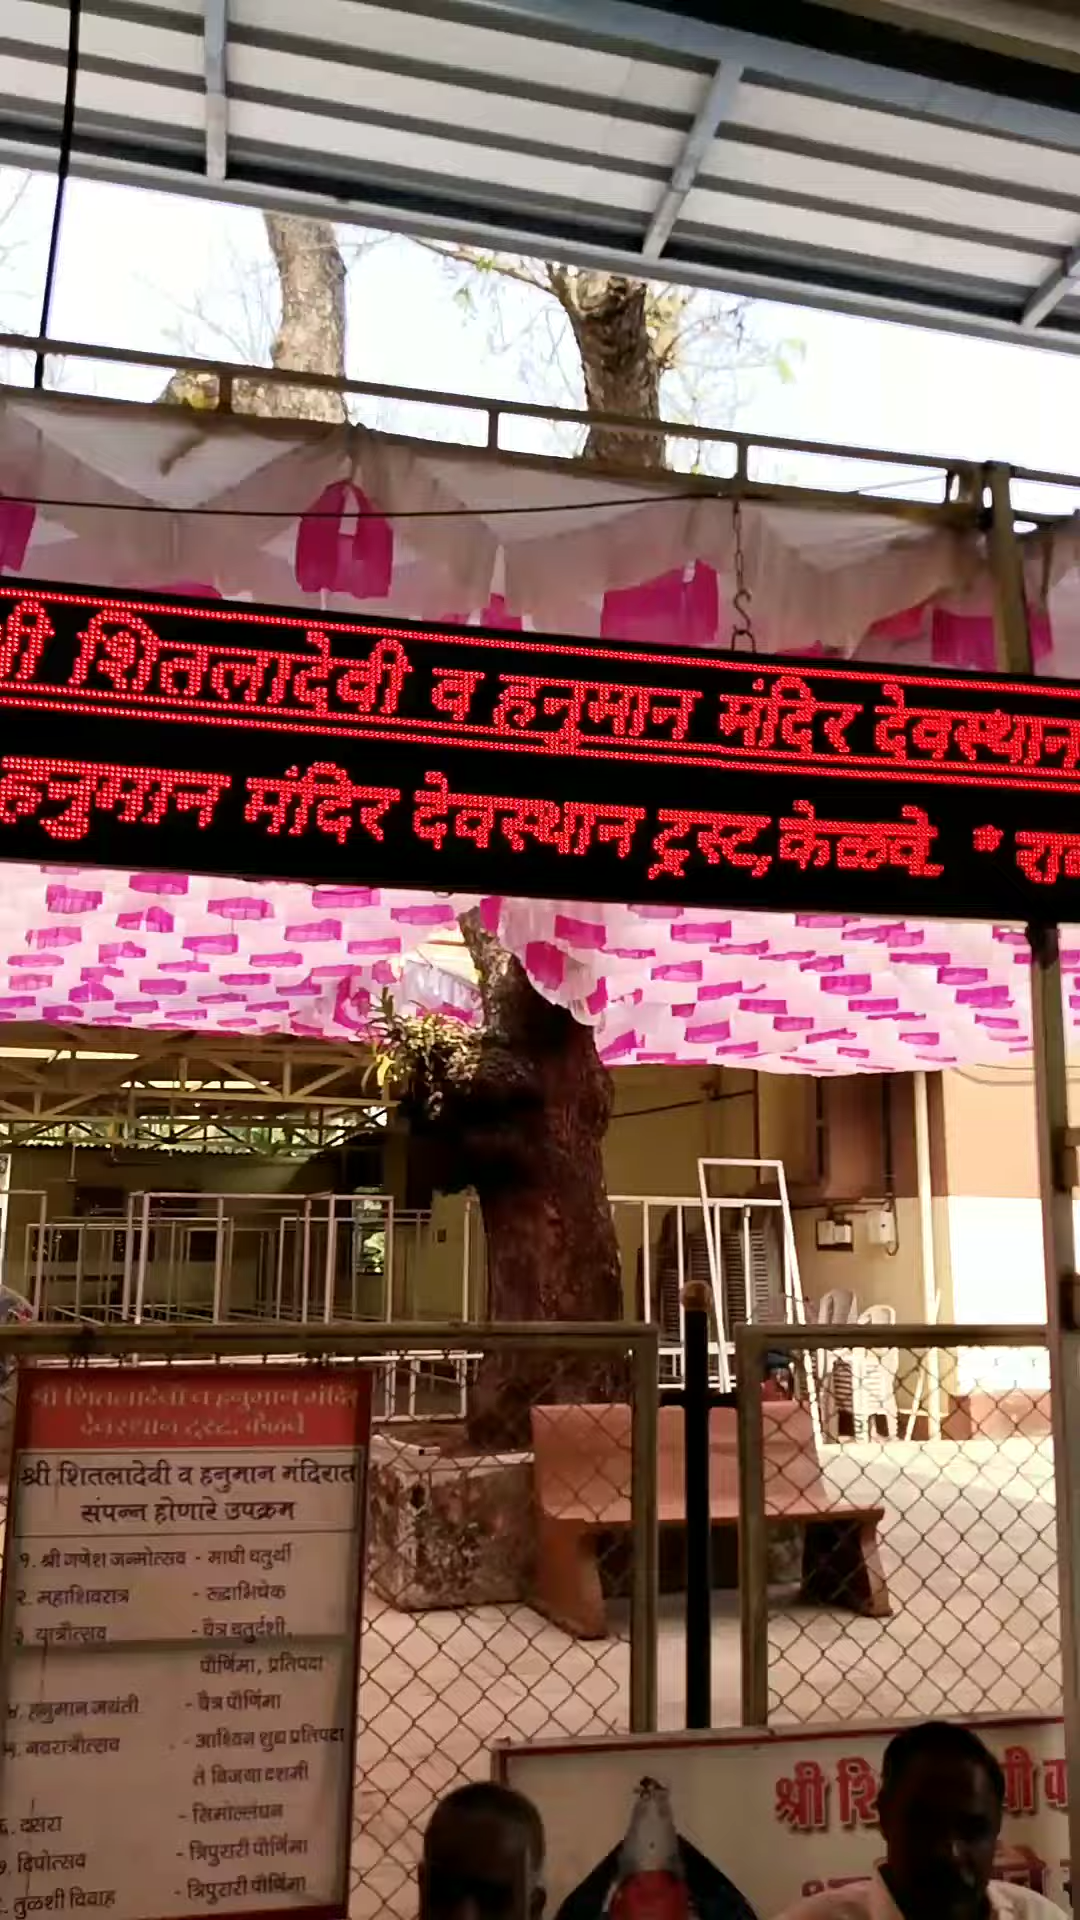 श्री शितलादेवी व हनुमान मंदिर देवस्थान
हनुमान मंदिर देवस्थान ट्रस्ट,केळवे. * राम
श्री शितलादेवी व हनुमान मंदिर
देवस्थान ट्रस्ट, केळवे
श्री शितलादेवी व हनुमान मंदिरात
संपन्न होणारे उपक्रम
१. श्री गणेश जन्मोत्सव - माघी चतुर्थी
२. महाशिवरात्र - रुद्राभिषेक
३. यात्रौत्सव - चैत्र चतुर्दशी,
पौर्णिमा, प्रतिपदा
४. हनुमान जयंती - चैत्र पौर्णिमा
५. नवरात्रौत्सव - आश्विन शुद्ध प्रतिपदा
ते विजया दशमी
६. दसरा - सिमोल्लंघन
७. दिपोत्सव - त्रिपुरारी पौर्णिमा
८. तुळशी विवाह - त्रिपुरारी पौर्णिमा
श्री